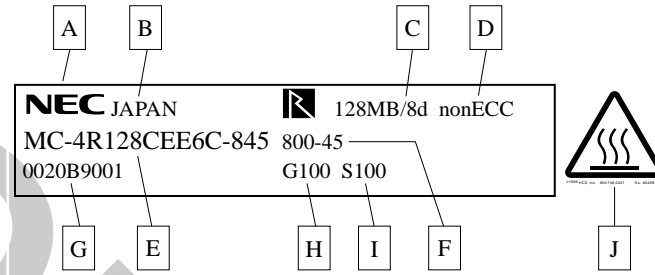 A B C D
NEC JAPAN 128MB/8d nonECC
MC-4R128CEE6C-845 800-45
0020B9001 G100 S100
G E H I F J